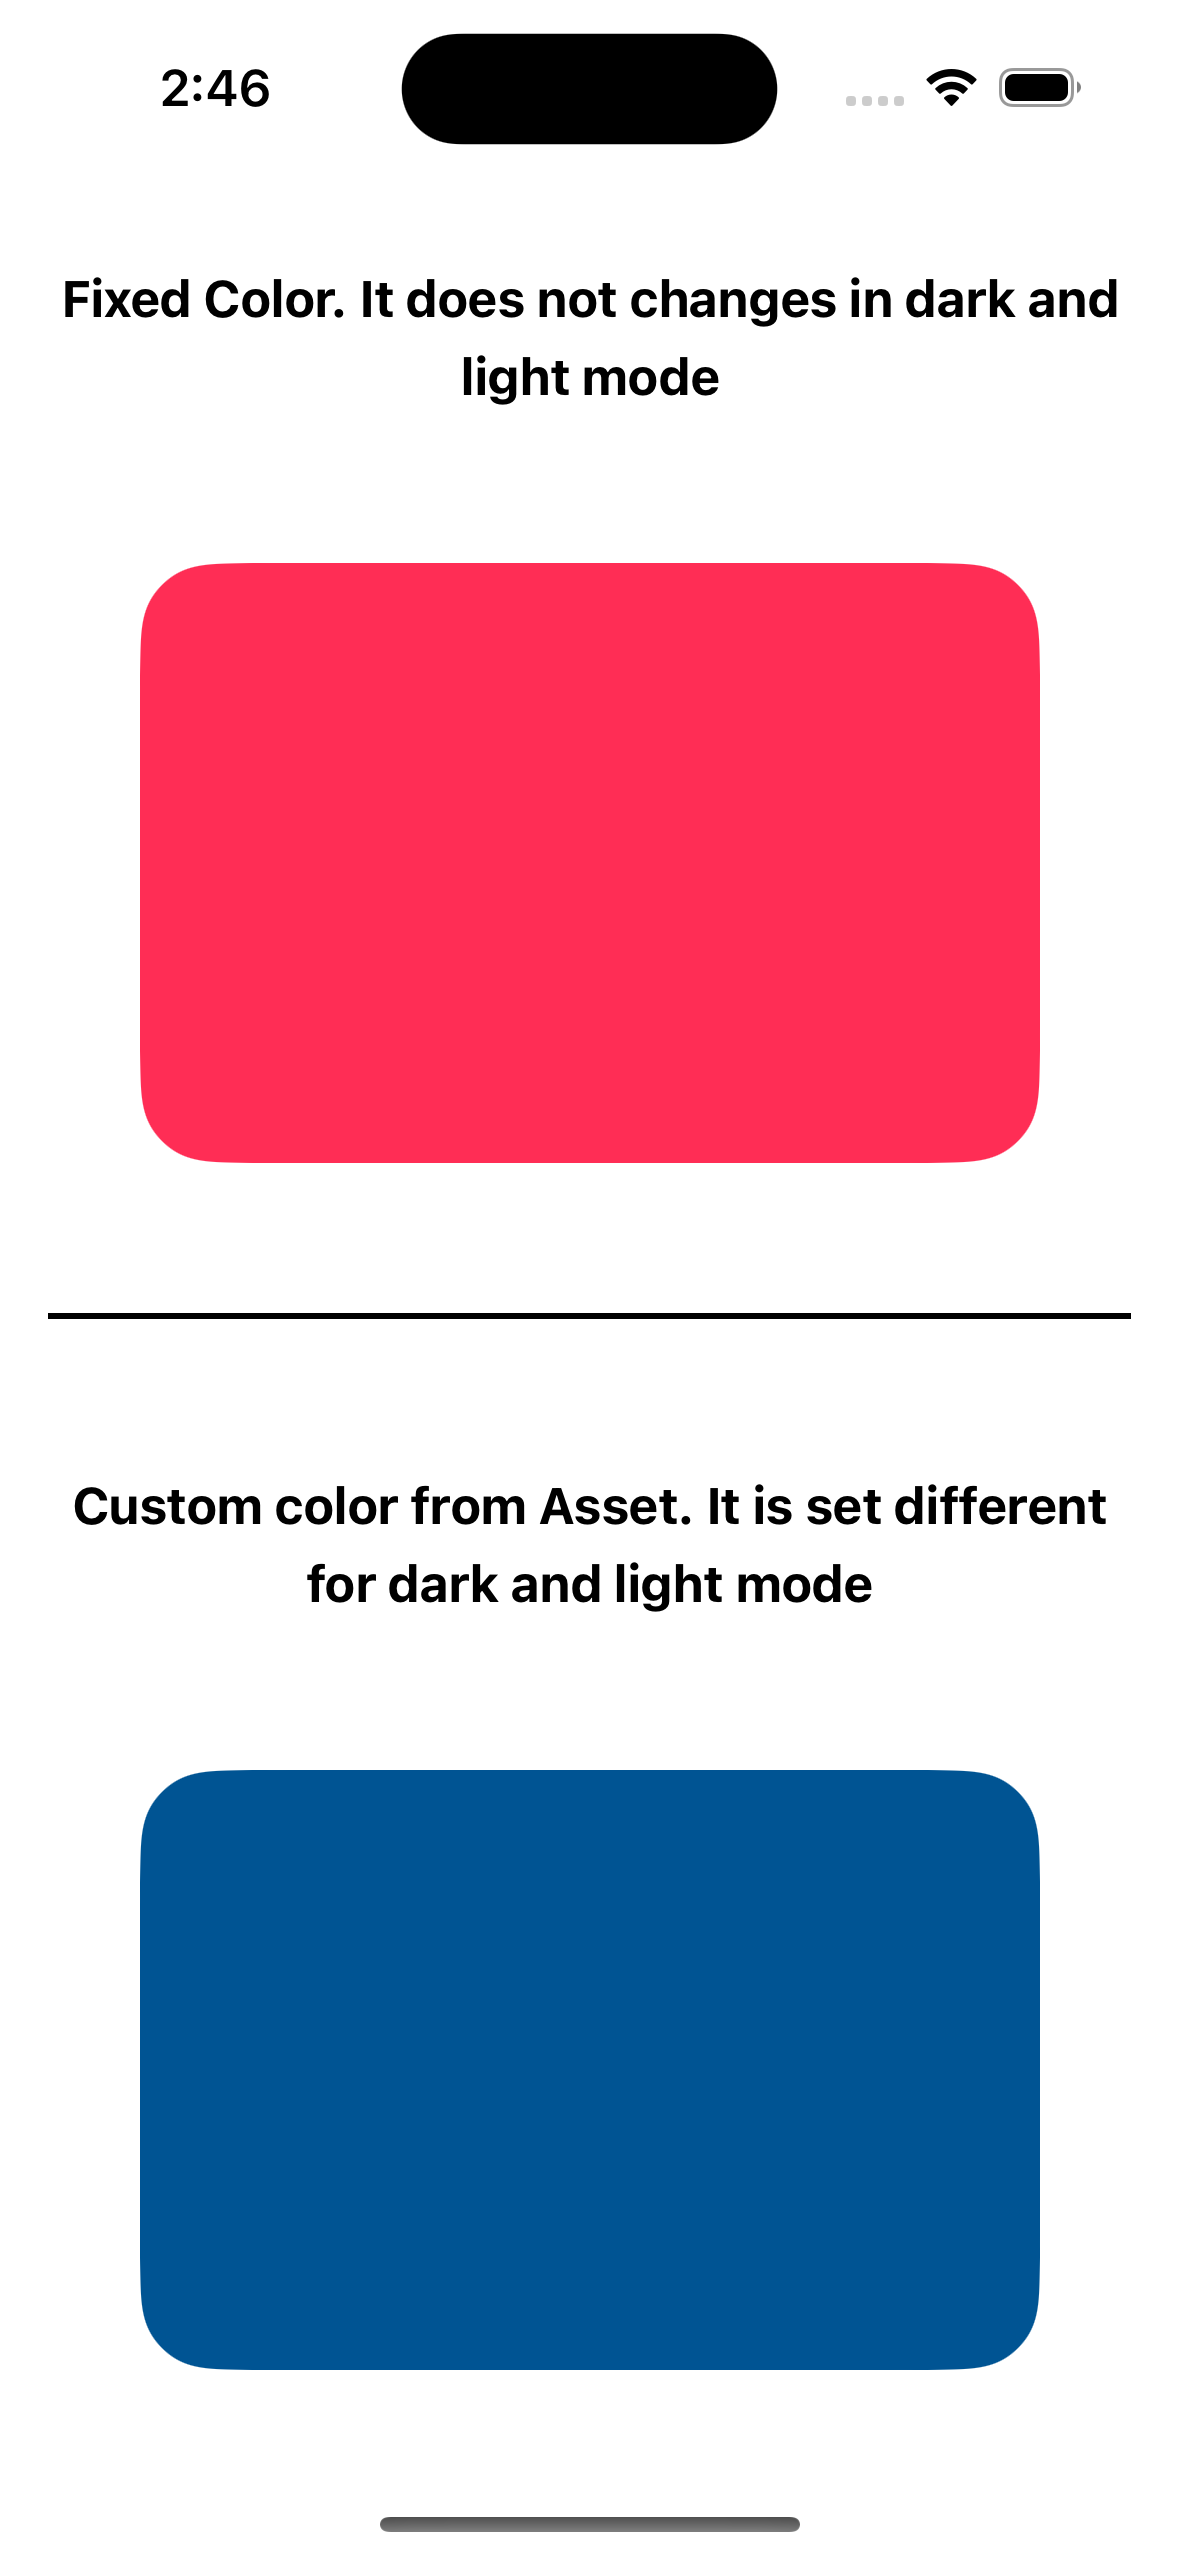 2:46
Fixed Color. It does not changes in dark and
light mode
Custom color from Asset. It is set different
for dark and light mode